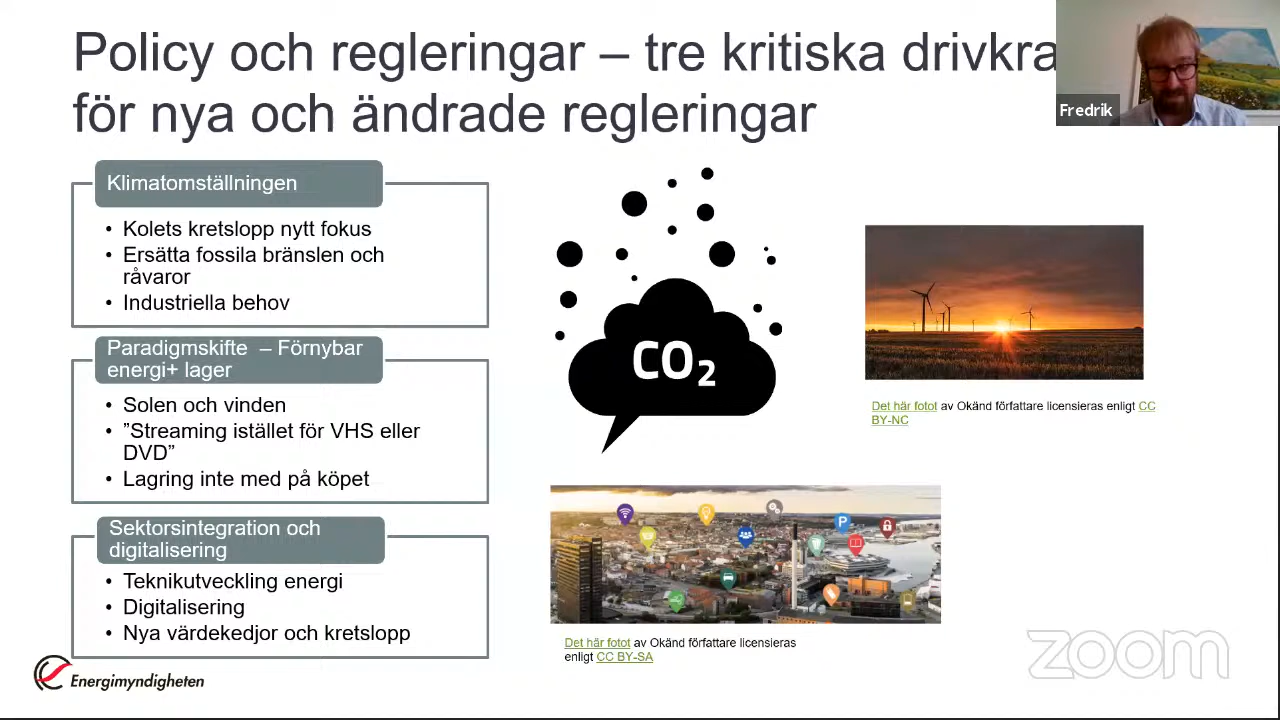 Policy och regleringar – tre kritiska drivkra
för nya och ändrade regleringar
Fredrik
Klimatomställningen
• Kolets kretslopp nytt fokus
• Ersätta fossila bränslen och
råvaror
• Industriella behov
Paradigmskifte – Förnybar
energi+ lager
• Solen och vinden
• ”Streaming istället för VHS eller
DVD”
• Lagring inte med på köpet
Sektorsintegration och
digitalisering
• Teknikutveckling energi
• Digitalisering
• Nya värdekedjor och kretslopp
CO₂
Det här fotot av Okänd författare licensieras enligt CC
BY-NC
P
Det här fotot av Okänd författare licensieras
enligt CC BY-SA
Energimyndigheten
zoom